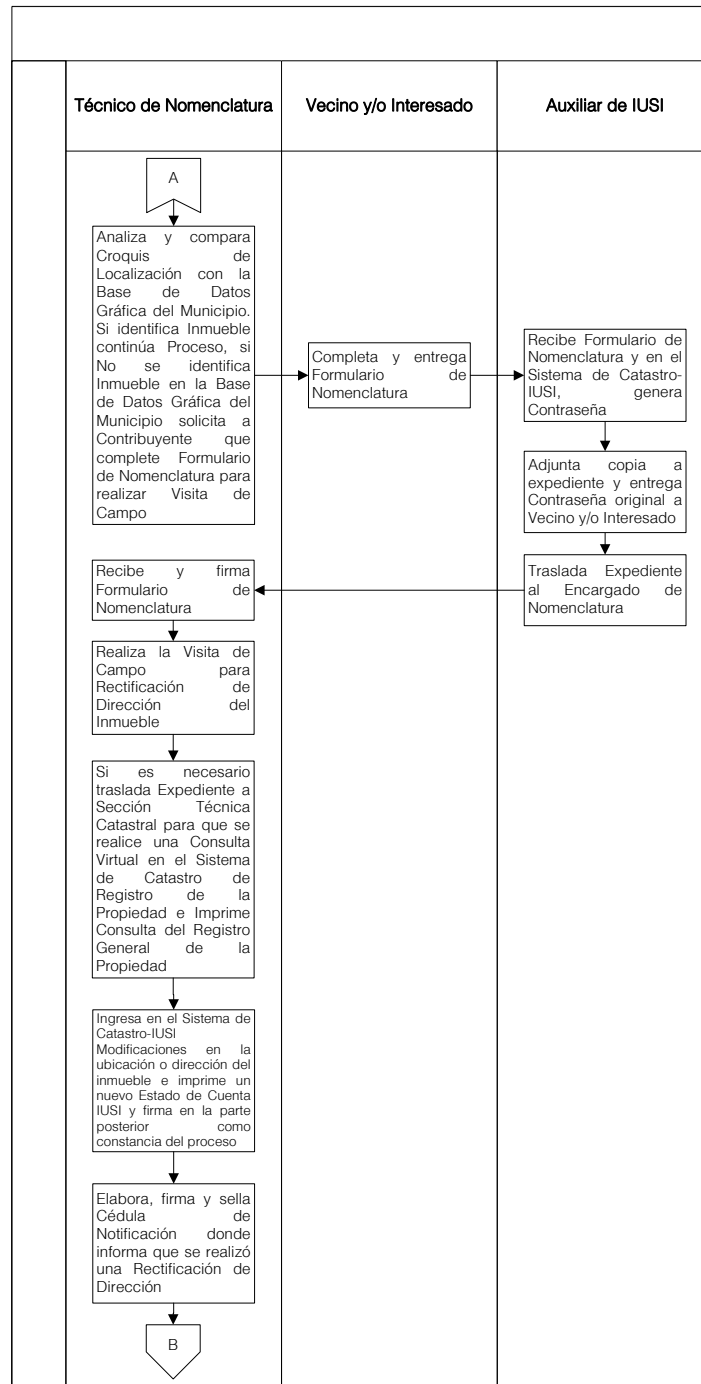 Técnico de Nomenclatura
Vecino y/o Interesado
Auxiliar de IUSI
A
Analiza y compara
Croquis de
Localización con la
Base de Datos
Gráfica del Municipio.
Si identifica Inmueble
continúa Proceso, si
No se identifica
Inmueble en la Base
de Datos Gráfica del
Municipio solicita a
Contribuyente que
complete Formulario
de Nomenclatura para
realizar Visita de
Campo
Completa y entrega
Formulario de
Nomenclatura
Recibe Formulario de
Nomenclatura y en el
Sistema de Catastro-
IUSI, genera
Contraseña
Adjunta copia a
expediente y entrega
Contraseña original a
Vecino y/o Interesado
Traslada Expediente
al Encargado de
Nomenclatura
Recibe y firma
Formulario de
Nomenclatura
Realiza la Visita de
Campo para
Rectificación de
Dirección del
Inmueble
Si es necesario
traslada Expediente a
Sección Técnica
Catastral para que se
realice una Consulta
Virtual en el Sistema
de Catastro de
Registro de la
Propiedad e Imprime
Consulta del Registro
General de la
Propiedad
Ingresa en el Sistema de
Catastro-IUSI
Modificaciones en la
ubicación o dirección del
inmueble e imprime un
nuevo Estado de Cuenta
IUSI y firma en la parte
posterior como
constancia del proceso
Elabora, firma y sella
Cédula de
Notificación donde
informa que se realizó
una Rectificación de
Dirección
B